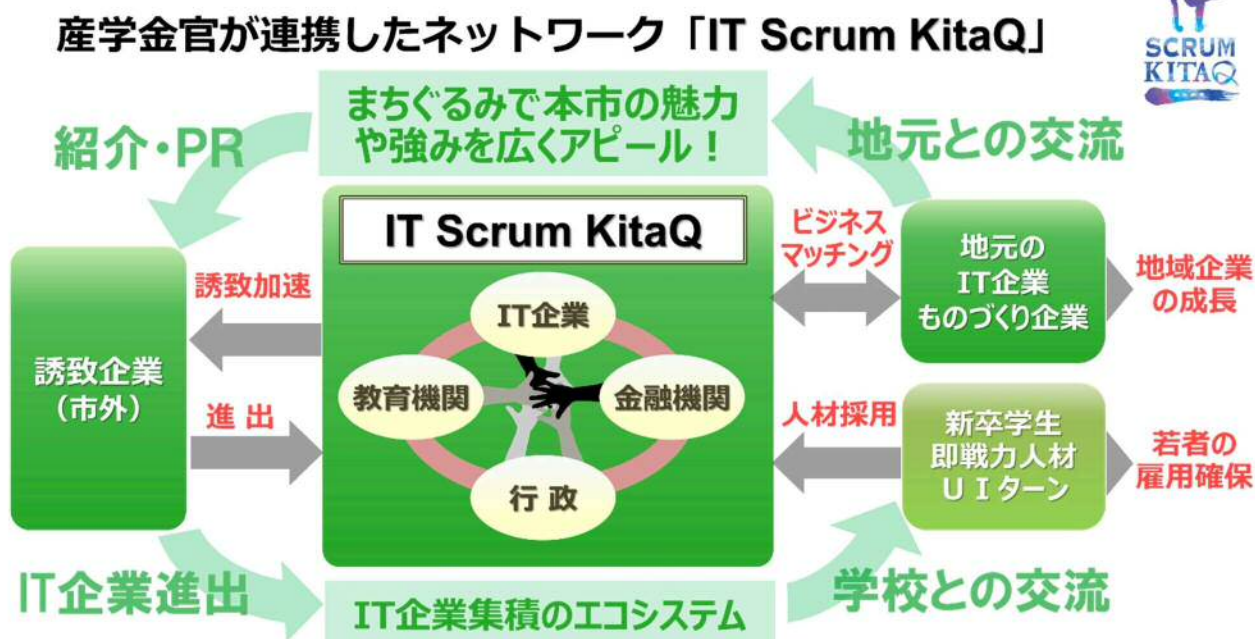 産学金官が連携したネットワーク「IT Scrum KitaQ」
SCRUM
KITAQ
まちぐるみで本市の魅力
や強みを広くアピール!
紹介・PR
地元との交流
IT Scrum KitaQ
IT企業
教育機関
金融機関
行 政
誘致企業
(市外)
誘致加速
進 出
ビジネス
マッチング
地元の
IT企業
ものづくり企業
地域企業
の成長
人材採用
新卒学生
即戦力人材
UIターン
若者の
雇用確保
IT企業進出
IT企業集積のエコシステム
学校との交流